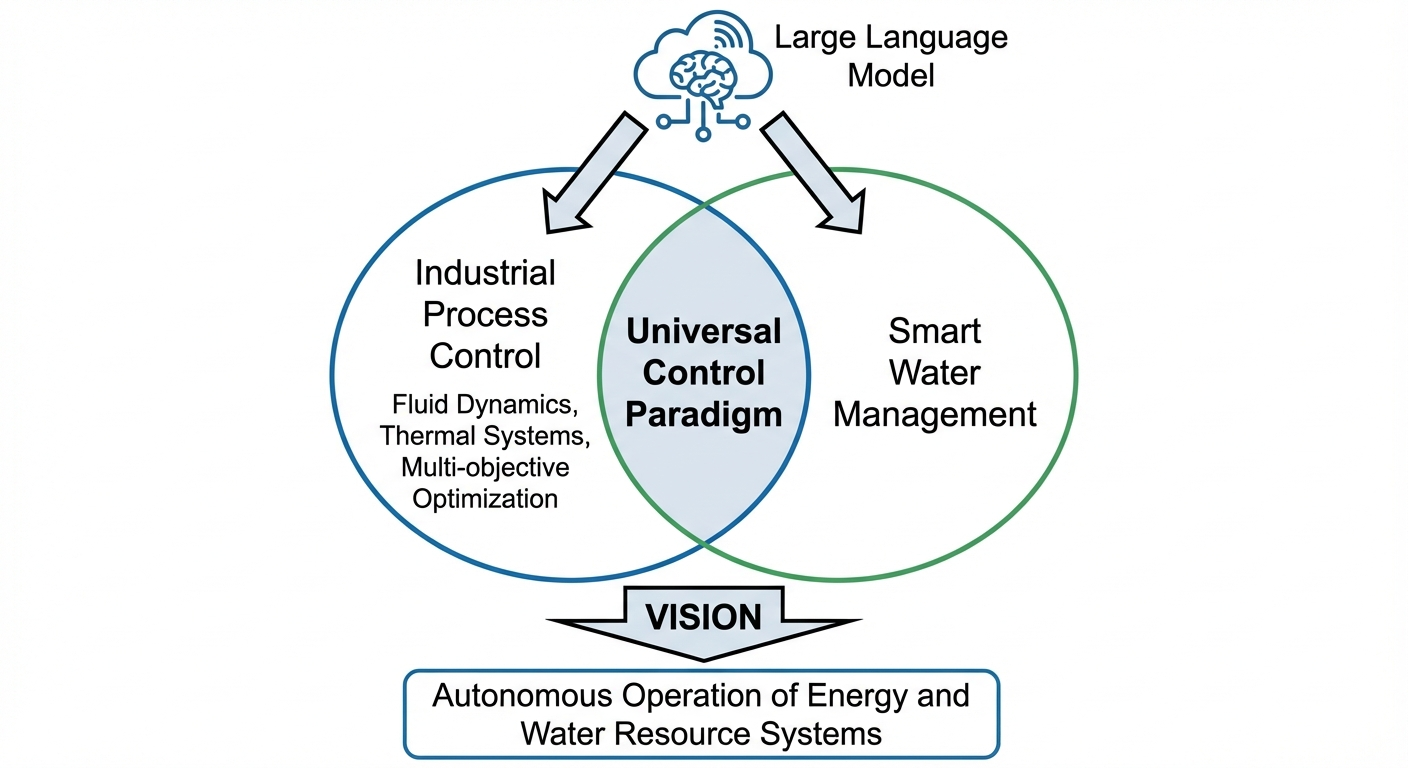 Large Language
Model
Industrial
Process
Control
Fluid Dynamics,
Thermal Systems,
Multi-objective
Optimization
Universal
Control
Paradigm
Smart
Water
Management
VISION
Autonomous Operation of Energy and
Water Resource Systems